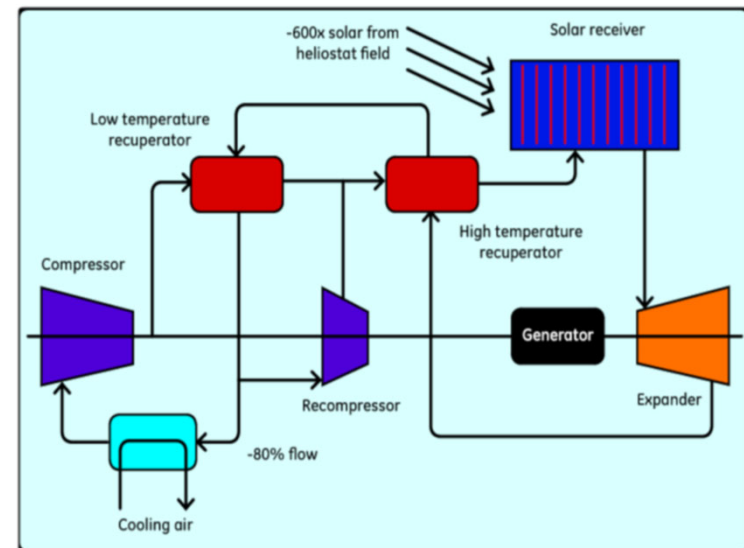 -600x solar from
heliostat field
Solar receiver
Low temperature
recuperator
High temperature
recuperator
Compressor
Generator
Recompressor
Expander
-80% flow
Cooling air